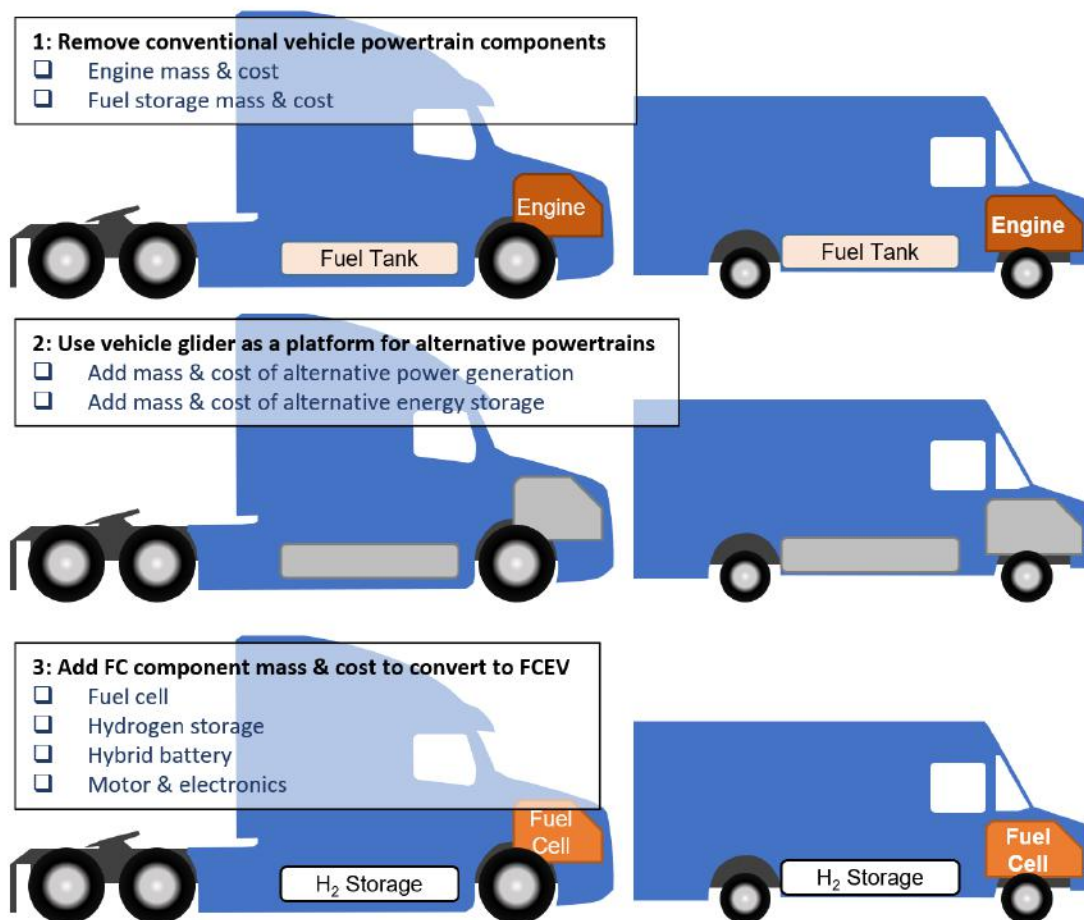 1: Remove conventional vehicle powertrain components
❑ Engine mass & cost
❑ Fuel storage mass & cost
Engine
Fuel Tank
Engine
Fuel Tank
2: Use vehicle glider as a platform for alternative powertrains
❑ Add mass & cost of alternative power generation
❑ Add mass & cost of alternative energy storage
3: Add FC component mass & cost to convert to FCEV
❑ Fuel cell
❑ Hydrogen storage
❑ Hybrid battery
❑ Motor & electronics
Fuel
Cell
H₂ Storage
Fuel
Cell
H₂ Storage